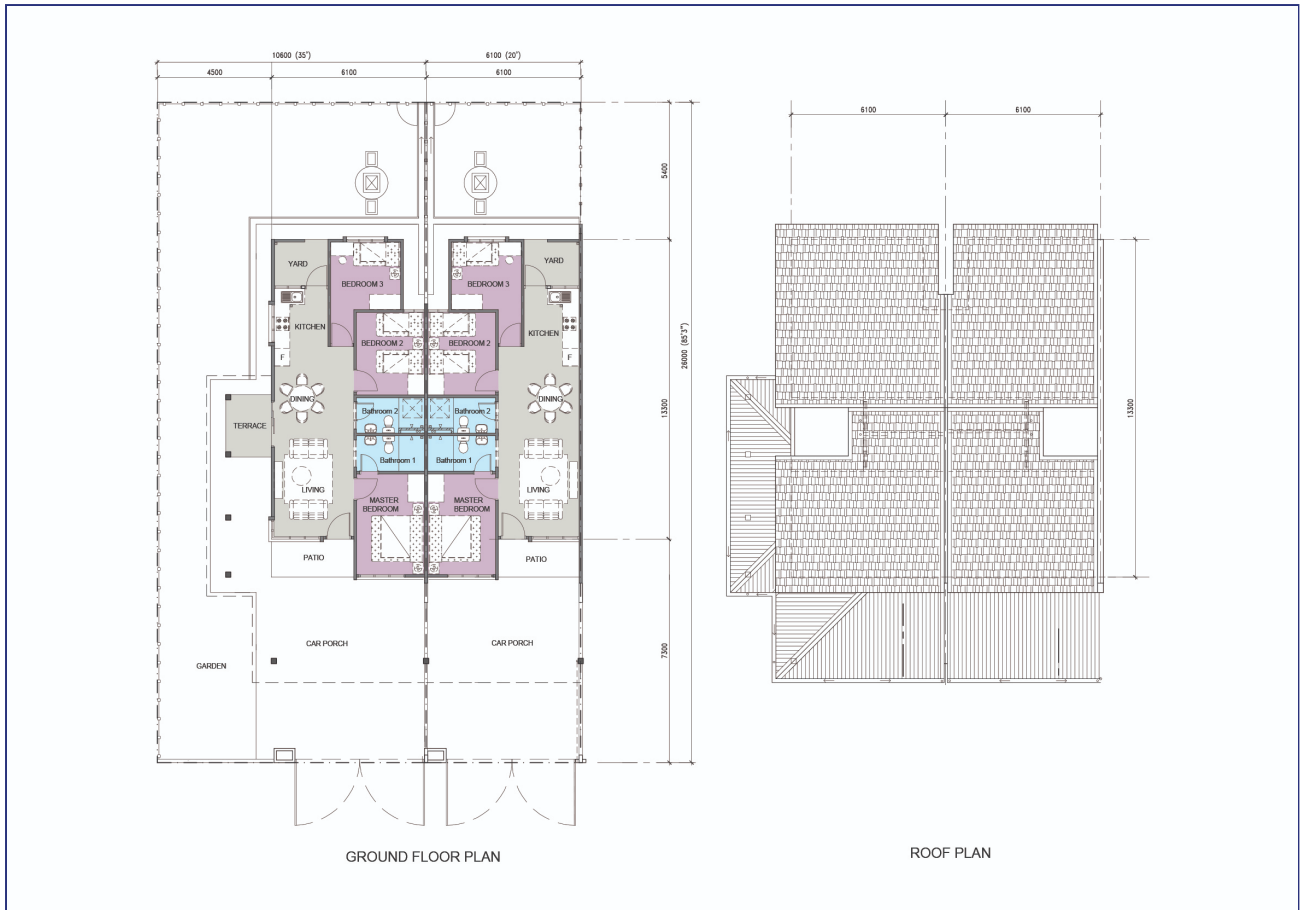 10600 (35')
6100 (20')
4500
6100
6100
6100
6100
5400
13300
7300
26000 (85'3")
13300
YARD
YARD
BEDROOM 3
BEDROOM 3
KITCHEN
KITCHEN
BEDROOM 2
BEDROOM 2
F
F
DINING
DINING
Bathroom 2
Bathroom 2
TERRACE
Bathroom 1
Bathroom 1
LIVING
LIVING
MASTER
BEDROOM
MASTER
BEDROOM
PATIO
PATIO
CAR PORCH
CAR PORCH
GARDEN
GROUND FLOOR PLAN
ROOF PLAN